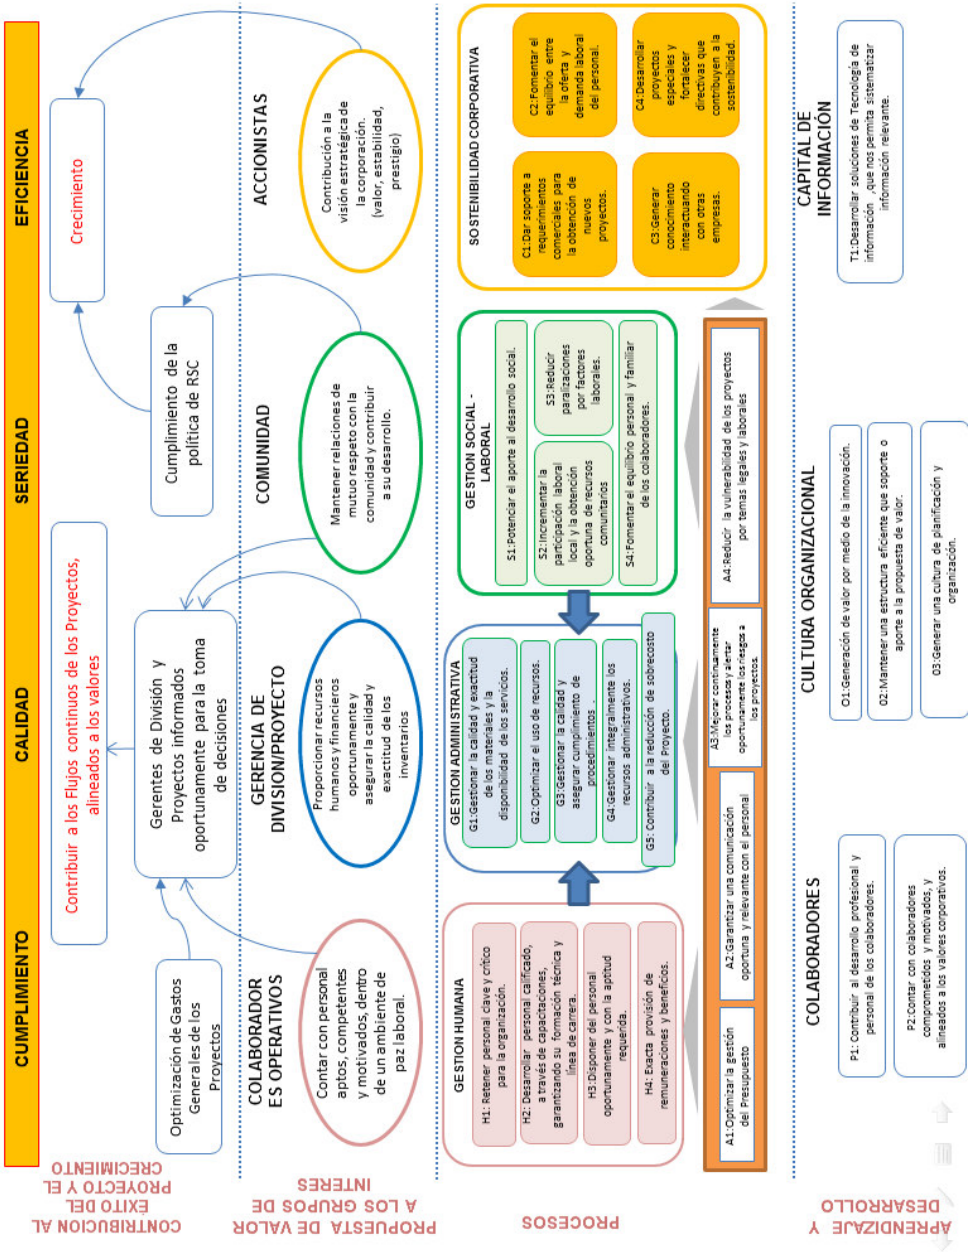 CUMPLIMIENTO
CALIDAD
SERIEDAD
EFICIENCIA
CONTRIBUCION AL
ÉXITO DEL
PROYECTO Y EL
CRECIMIENTO
Contribuir a los Flujos continuos de los Proyectos,
alineados a los valores
Crecimiento
Optimización de Gastos
Generales de los
Proyectos
Gerentes de División y
Proyectos informados
oportunamente para la toma
de decisiones
Cumplimiento de la
política de RSC
PROPUESTA DE VALOR
A LOS GRUPOS DE
INTERES
COLABORADOR
ES OPERATIVOS
Contar con personal
aptos, competentes
y motivados, dentro
de un ambiente de
paz laboral.
GERENCIA DE
DIVISION/PROYECTO
Proporcionar recursos
humanos y financieros
oportunamente y
asegurar la calidad y
exactitud de los
inventarios
COMUNIDAD
Mantener relaciones de
mutuo respeto con la
comunidad y contribuir
a su desarrollo.
ACCIONISTAS
Contribución a la
visión estratégica de
la corporación.
(valor, estabilidad,
prestigio)
PROCESOS
GESTION HUMANA
H1: Retener personal clave y crítico
para la organización.
H2: Desarrollar personal calificado,
a través de capacitaciones,
garantizando su formación técnica y
línea de carrera.
H3:Disponer del personal
oportunamente y con la aptitud
requerida.
H4: Exacta provisión de
remuneraciones y beneficios.
GESTION ADMINISTRATIVA
G1:Gestionar la calidad y exactitud
de los materiales y la
disponibilidad de los servicios.
G2:Optimizar el uso de recursos.
G3:Gestionar la calidad y
asegurar cumplimiento de
procedimientos .
G4:Gestionar integralmente los
recursos administrativos.
G5: Contribuir a la reducción de sobrecosto
del Proyecto.
GESTION SOCIAL -
LABORAL
S1:Potenciar el aporte al desarrollo social.
S2:Incrementar la
participación laboral
local y la obtención
oportuna de recursos
comunitarios
S3:Reducir
paralizaciones
por factores
laborales.
S4:Fomentar el equilibrio personal y familiar
de los colaboradores.
SOSTENIBILIDAD CORPORATIVA
C1:Dar soporte a
requerimientos
comerciales para
la obtención de
nuevos
proyectos.
C2:Fomentar el
equilibrio entre
la oferta y
demanda laboral
del personal.
C3:Generar
conocimiento
interactuando
con otras
empresas.
C4:Desarrollar
proyectos
especiales y
fortalecer
directivas que
contribuyen a la
sostenibilidad.
A1:Optimizar la gestión
del Presupuesto
A2:Garantizar una comunicación
oportuna y relevante con el personal
A3:Mejorar continuamente
los procesos y alertar
oportunamente los riesgos a
los proyectos.
A4:Reducir la vulnerabilidad de los proyectos
por temas legales y laborales
APRENDIZAJE Y
DESARROLLO
COLABORADORES
P1:Contribuir al desarrollo profesional y
personal de los colaboradores.
P2:Contar con colaboradores
comprometidos y motivados, y
alineados a los valores corporativos.
CULTURA ORGANIZACIONAL
O1:Generación de valor por medio de la innovación.
O2:Mantener una estructura eficiente que soporte o
aporte a la propuesta de valor.
O3:Generar una cultura de planificación y
organización.
CAPITAL DE
INFORMACIÓN
T1:Desarrollar soluciones de Tecnología de
información ,que nos permita sistematizar
información relevante.